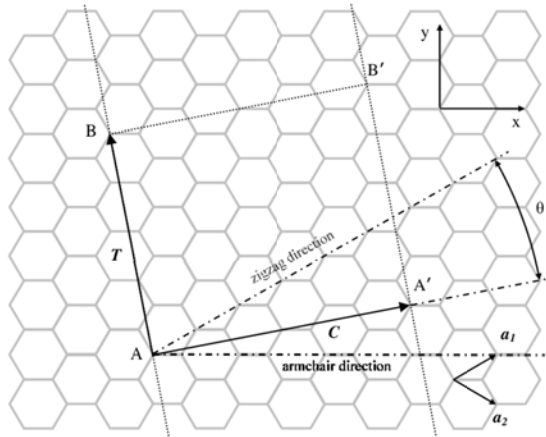 y
B′
x
B
θ
zigzag direction
T
A′
C
a1
A
armchair direction
a2